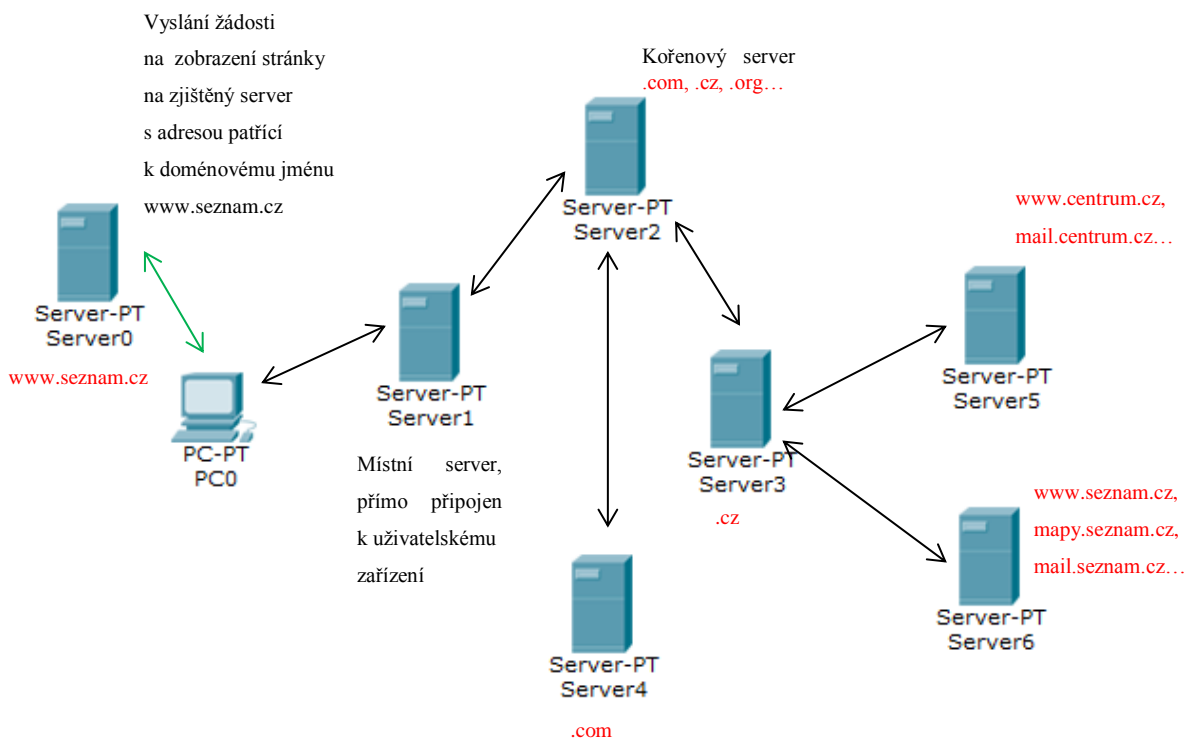 Vyslání žádosti
na zobrazení stránky
na zjištěný server
s adresou patřící
k doménovému jménu
www.seznam.cz
Server-PT
Server0
www.seznam.cz
PC-PT
PC0
Server-PT
Server1
Místní server,
přímo připojen
k uživatelskému
zařízení
Kořenový server
.com, .cz, .org…
Server-PT
Server2
Server-PT
Server3
.cz
Server-PT
Server4
.com
www.centrum.cz,
mail.centrum.cz…
Server-PT
Server5
www.seznam.cz,
mapy.seznam.cz,
mail.seznam.cz…
Server-PT
Server6